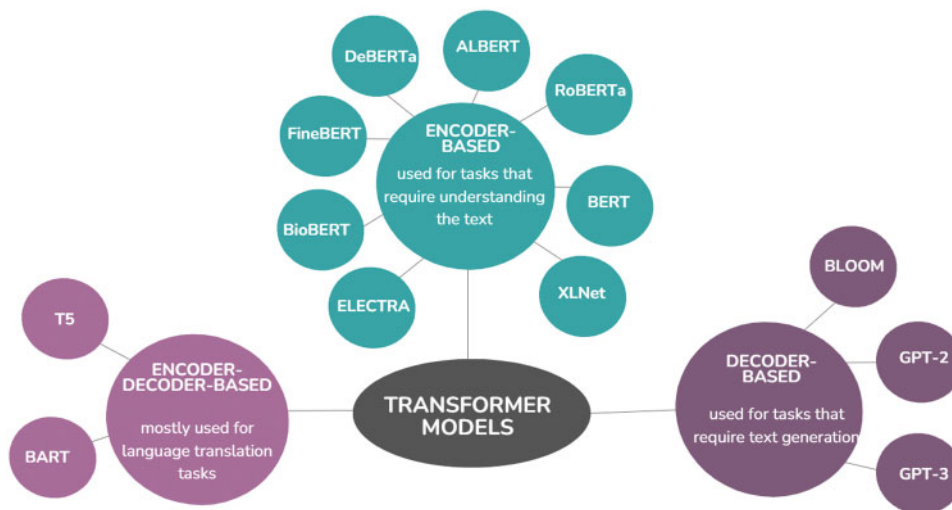 DeBERTa
ALBERT
RoBERTa
FineBERT
ENCODER-
BASED
used for tasks that
require understanding
the text
BERT
BioBERT
XLNet
ELECTRA
BLOOM
T5
ENCODER-
DECODER-BASED
mostly used for
language translation
tasks
BART
TRANSFORMER
MODELS
DECODER-
BASED
used for tasks that
require text generation
GPT-2
GPT-3